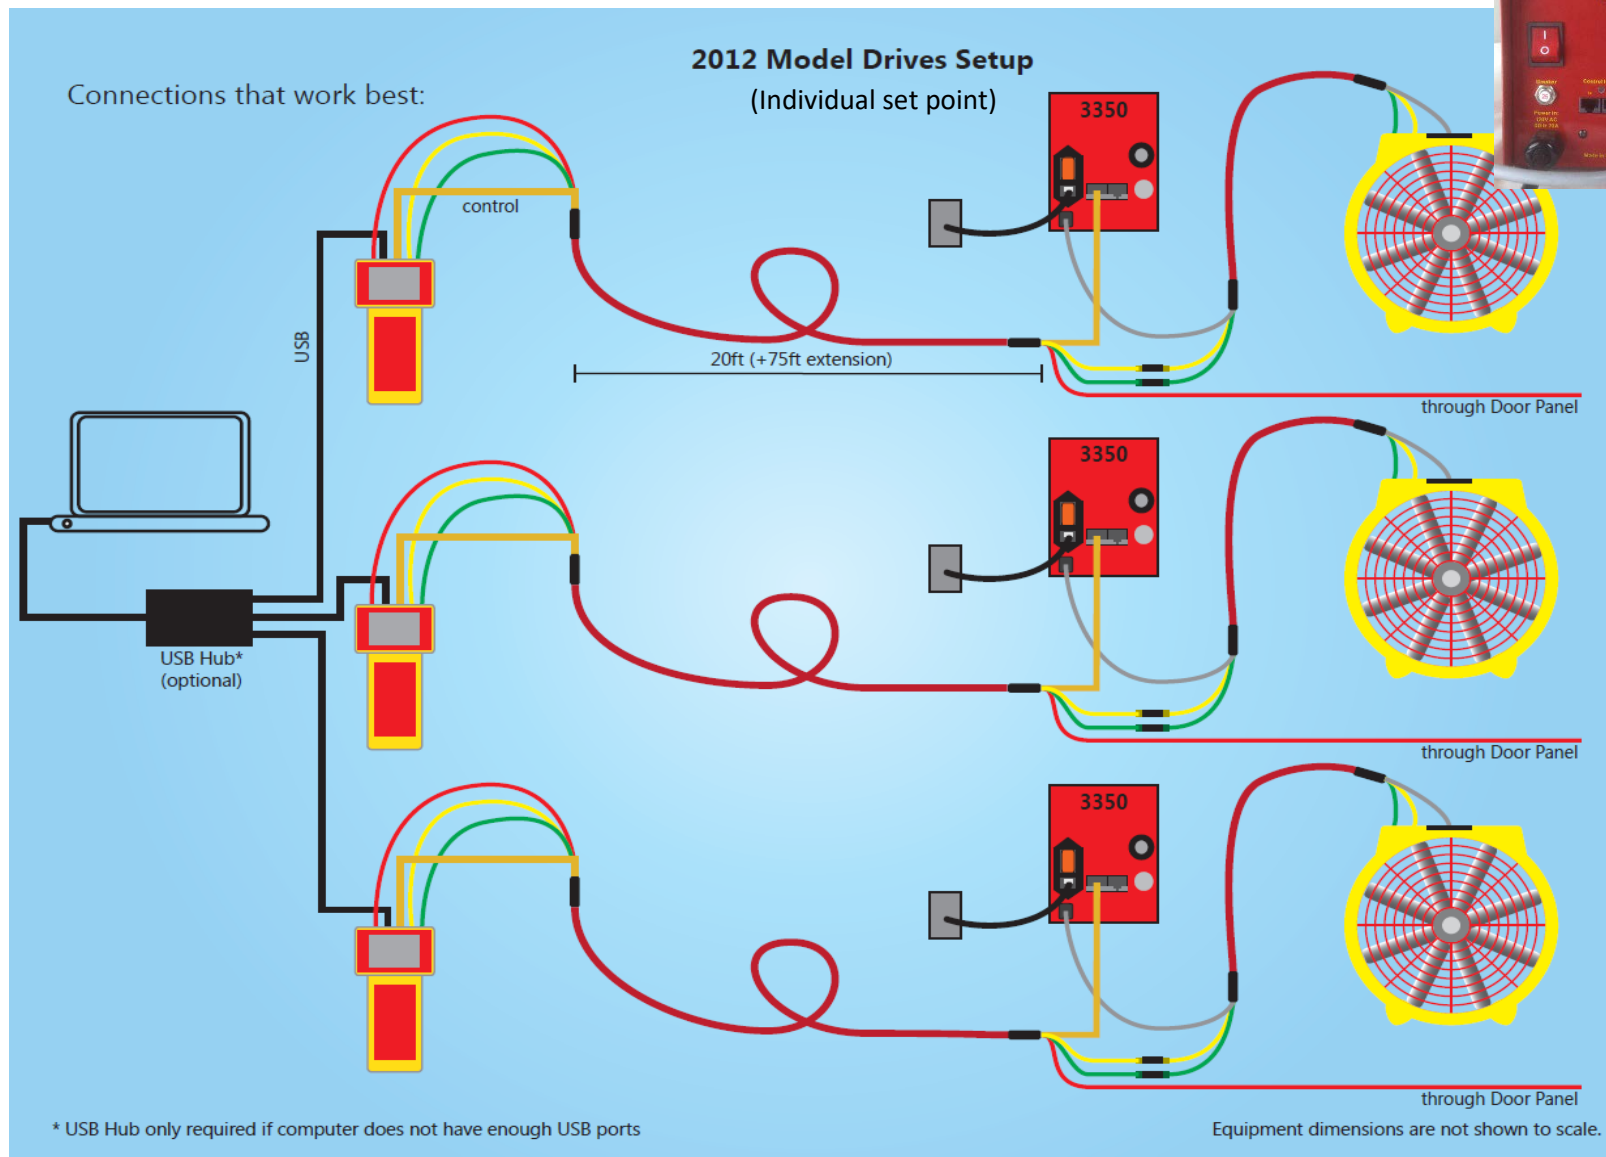 2012 Model Drives Setup
(Individual set point)
Connections that work best:
3350
control
USB
20ft (+75ft extension)
through Door Panel
3350
USB Hub*
(optional)
through Door Panel
3350
through Door Panel
* USB Hub only required if computer does not have enough USB ports
Equipment dimensions are not shown to scale.